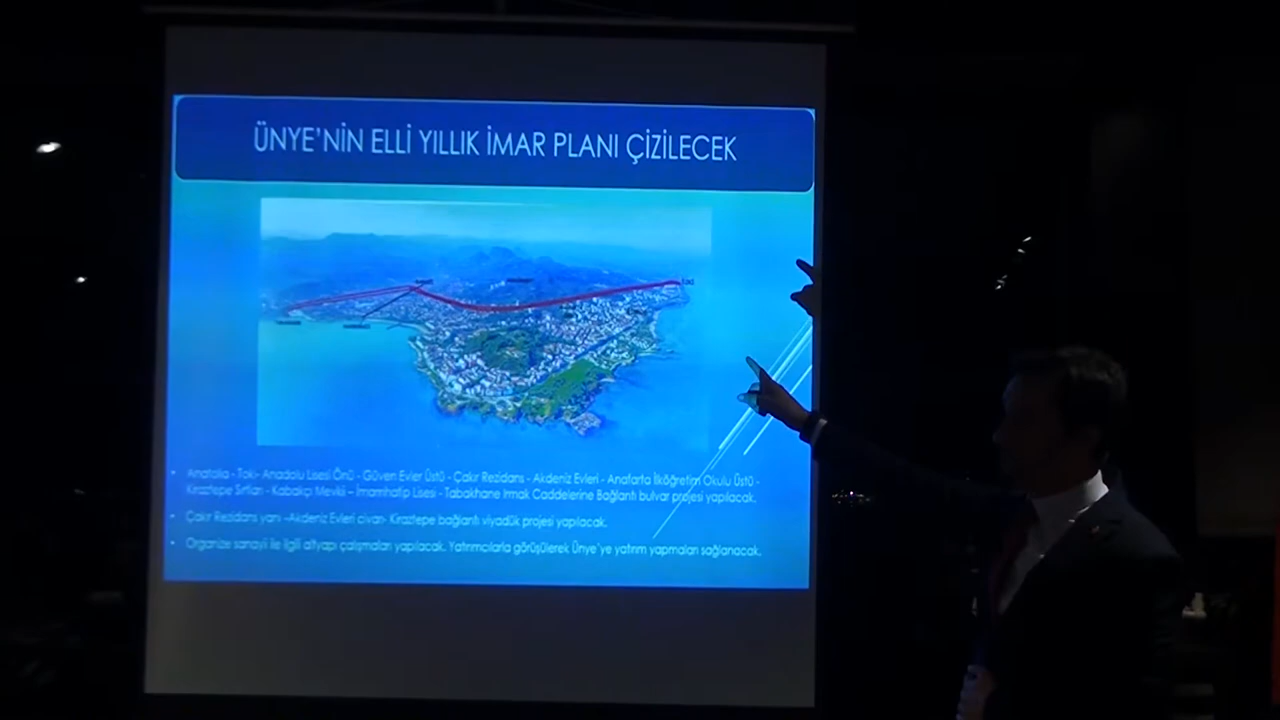 ÜNYE'NİN ELLİ YILLIK İMAR PLANI ÇİZİLECEK
• Anatolia - Toki- Anadolu Lisesi Önü - Güven Evler Üstü - Çakır Rezidans - Akdeniz Evleri - Anafarta İlköğretim Okulu Üstü -
Kiraztepe Sırtları - Kabakçı Mevkii – İmamhatip Lisesi - Tabakhane Irmak Caddelerine Bağlantı bulvar projesi yapılacak.
• Çakır Rezidans yanı –Akdeniz Evleri civarı- Kiraztepe bağlantılı viyadük projesi yapılacak.
• Organize sanayii ile ilgili altyapı çalışmaları yapılacak. Yatırımcılarla görüşülerek Ünye'ye yatırım yapmaları sağlanacak.